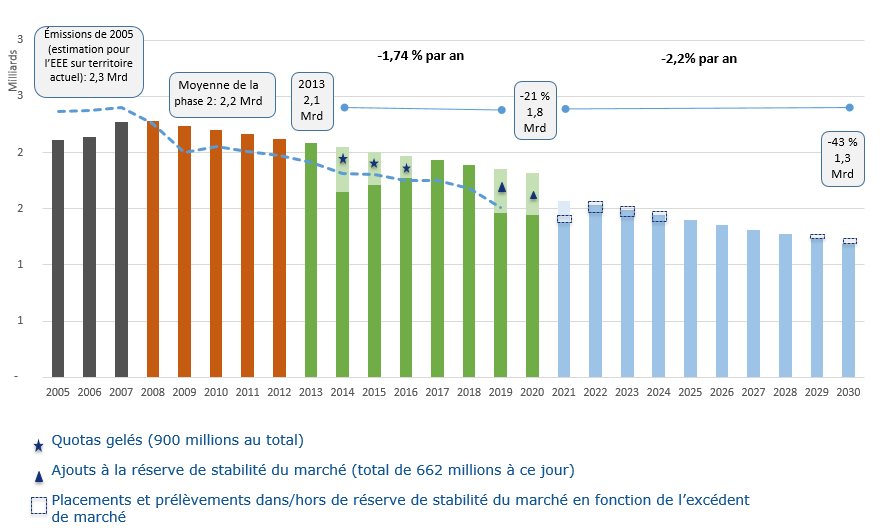 Milliards
3
3
2
2
1
1
-
Émissions de 2005
(estimation pour
l’EEE sur territoire
actuel): 2,3 Mrd
Moyenne de la
phase 2: 2,2 Mrd
2013
2,1
Mrd
-1,74 % par an
-21 %
1,8
Mrd
-2,2% par an
-43 %
1,3
Mrd
2005 2006 2007 2008 2009 2010 2011 2012 2013 2014 2015 2016 2017 2018 2019 2020 2021 2022 2023 2024 2025 2026 2027 2028 2029 2030
Quotas gelés (900 millions au total)
Ajouts à la réserve de stabilité du marché (total de 662 millions à ce jour)
Placements et prélèvements dans/hors de réserve de stabilité du marché en fonction de l’excédent
de marché